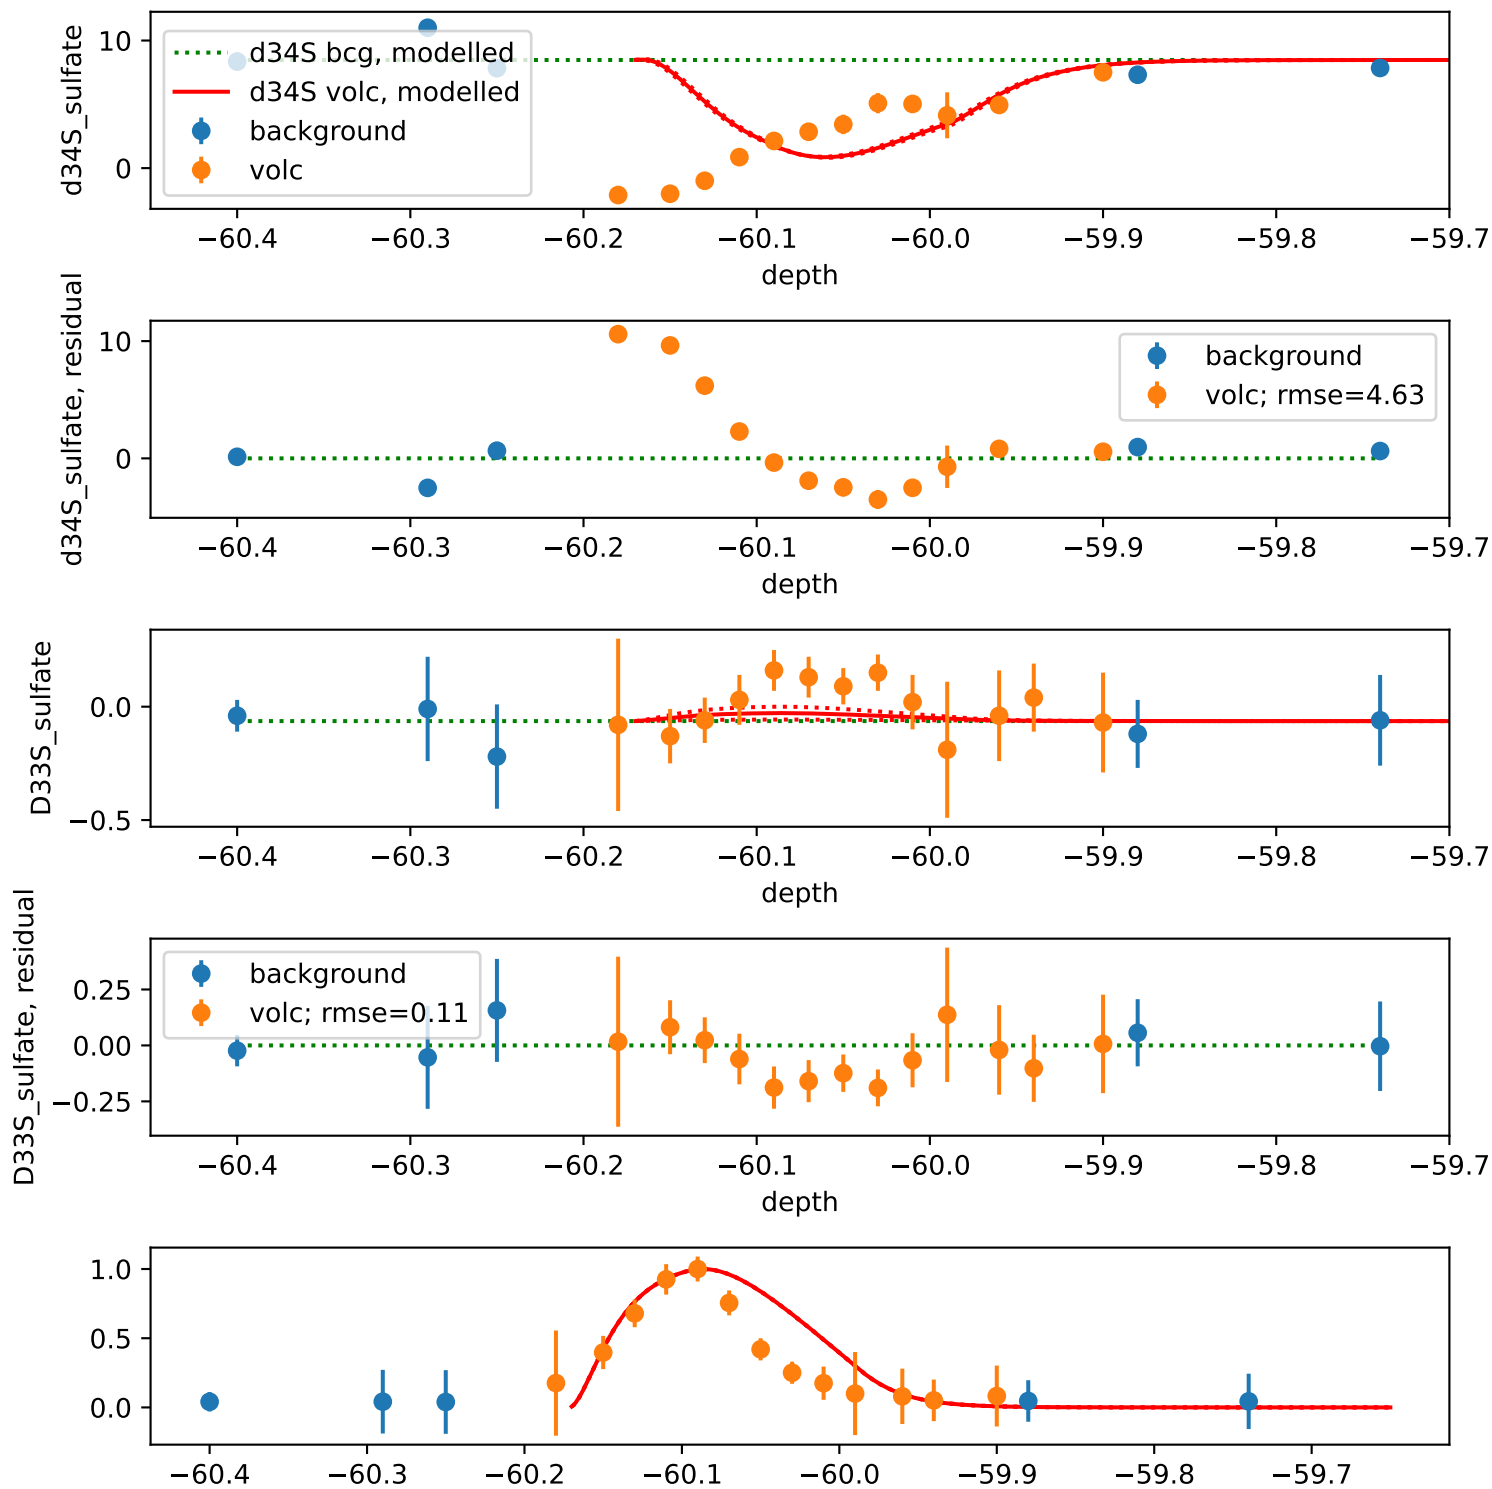 10
0
d34S_sulfate
d34S bcg, modelled
d34S volc, modelled
background
volc
−60.4 −60.3 −60.2 −60.1 −60.0 −59.9 −59.8 −59.7
depth
10
0
d34S_sulfate, residual
background
volc; rmse=4.63
−60.4 −60.3 −60.2 −60.1 −60.0 −59.9 −59.8 −59.7
depth
0.0
−0.5
D33S_sulfate
−60.4 −60.3 −60.2 −60.1 −60.0 −59.9 −59.8 −59.7
depth
0.25
0.00
−0.25
D33S_sulfate, residual
background
volc; rmse=0.11
−60.4 −60.3 −60.2 −60.1 −60.0 −59.9 −59.8 −59.7
depth
1.0
0.5
0.0
−60.4 −60.3 −60.2 −60.1 −60.0 −59.9 −59.8 −59.7